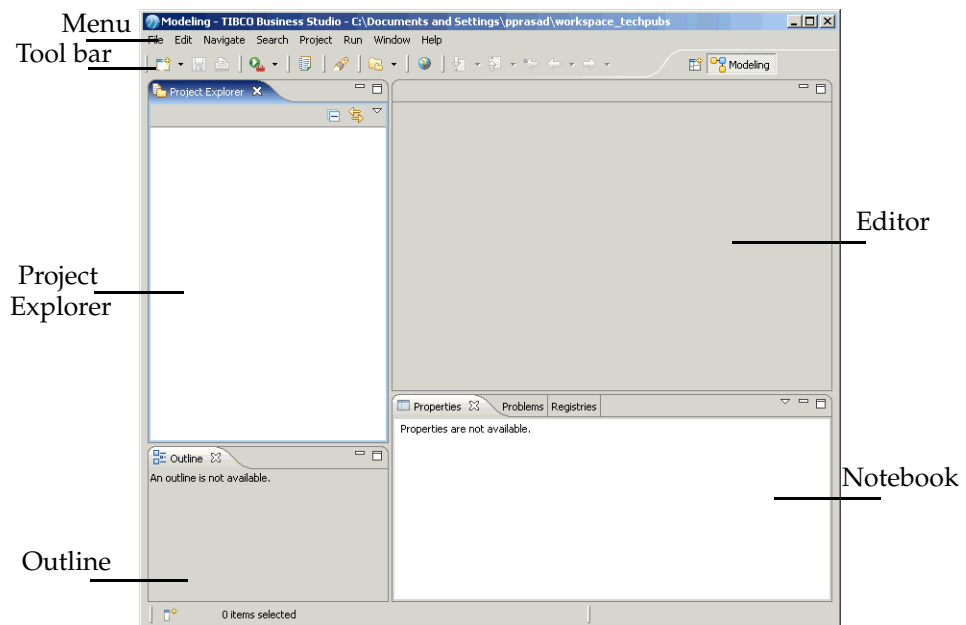 Modeling - TIBCO Business Studio - C:\Documents and Settings\pprasad\workspace_techpubs
Menu
File Edit Navigate Search Project Run Window Help
Tool bar
Modeling
Project Explorer
Editor
Project
Explorer
Properties Problems Registries
Properties are not available.
Outline
An outline is not available.
Notebook
Outline
0 items selected